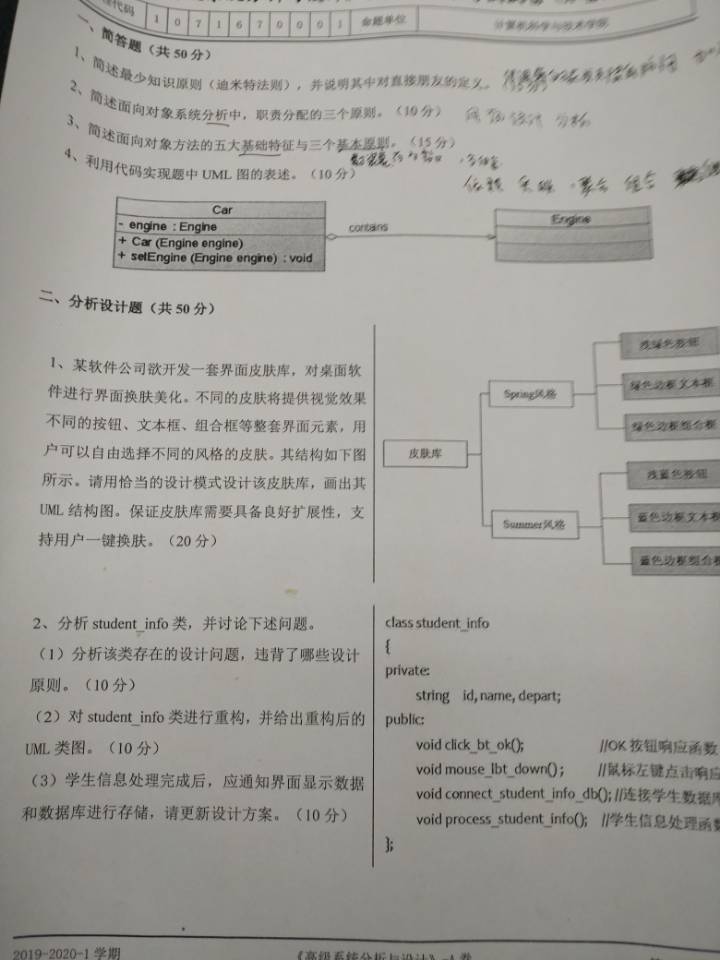 程代码 1 0 7 1 6 7 0 0 0 1 命题单位 计算机科学与技术学院
一、简答题（共 50 分）
1、简述最少知识原则（迪米特法则），并说明其中对直接朋友的定义。
2、简述面向对象系统分析中，职责分配的三个原则。（10 分）
3、简述面向对象方法的五大基础特征与三个基本原则。（15 分）
4、利用代码实现题中 UML 图的表述。（10 分）
依赖 关联 聚合 组合
Car
- engine : Engine
+ Car (Engine engine)
+ setEngine (Engine engine) : void
contains
Engine
二、分析设计题（共 50 分）
1、某软件公司欲开发一套界面皮肤库，对桌面软
件进行界面换肤美化。不同的皮肤将提供视觉效果
不同的按钮、文本框、组合框等整套界面元素，用
户可以自由选择不同的风格的皮肤。其结构如下图
所示。请用恰当的设计模式设计该皮肤库，画出其
UML 结构图。保证皮肤库需要具备良好扩展性，支
持用户一键换肤。（20 分）
皮肤库
Spring风格
浅绿色按钮
绿色边框文本框
绿色边框组合框
Summer风格
浅蓝色按钮
蓝色边框文本框
蓝色边框组合
2、分析 student_info 类，并讨论下述问题。
（1）分析该类存在的设计问题，违背了哪些设计
原则。（10 分）
（2）对 student_info 类进行重构，并给出重构后的
UML 类图。（10 分）
（3）学生信息处理完成后，应通知界面显示数据
和数据库进行存储，请更新设计方案。（10 分）
class student_info
{
private:
string id, name, depart;
public:
void click_bt_ok(); //OK 按钮响应函数
void mouse_lbt_down(); //鼠标左键点击响应
void connect_student_info_db(); //连接学生数据库
void process_student_info(); //学生信息处理函数
};
2019-2020-1 学期 《高级系统分析与设计》-A 卷